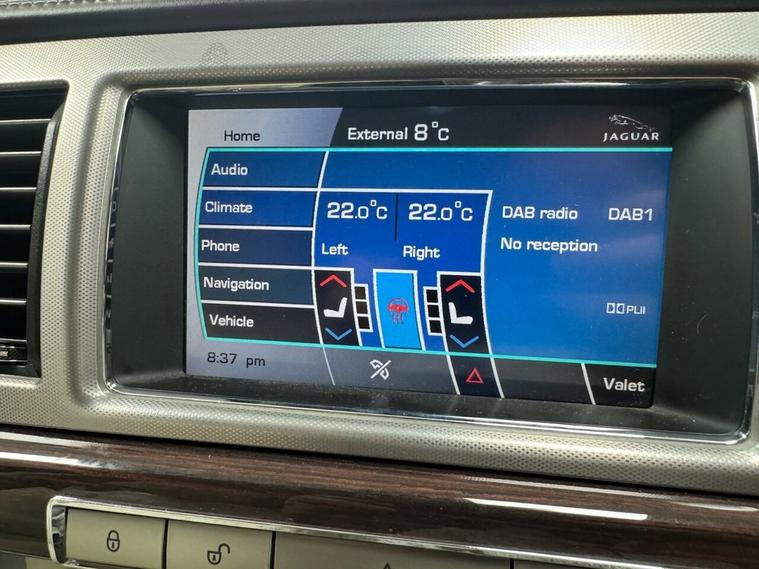 Home
External 8°C
JAGUAR
Audio
Climate
22.0°C
22.0°C
DAB radio
DAB1
Phone
Left
Right
No reception
Navigation
Vehicle
PLII
8:37 pm
Valet